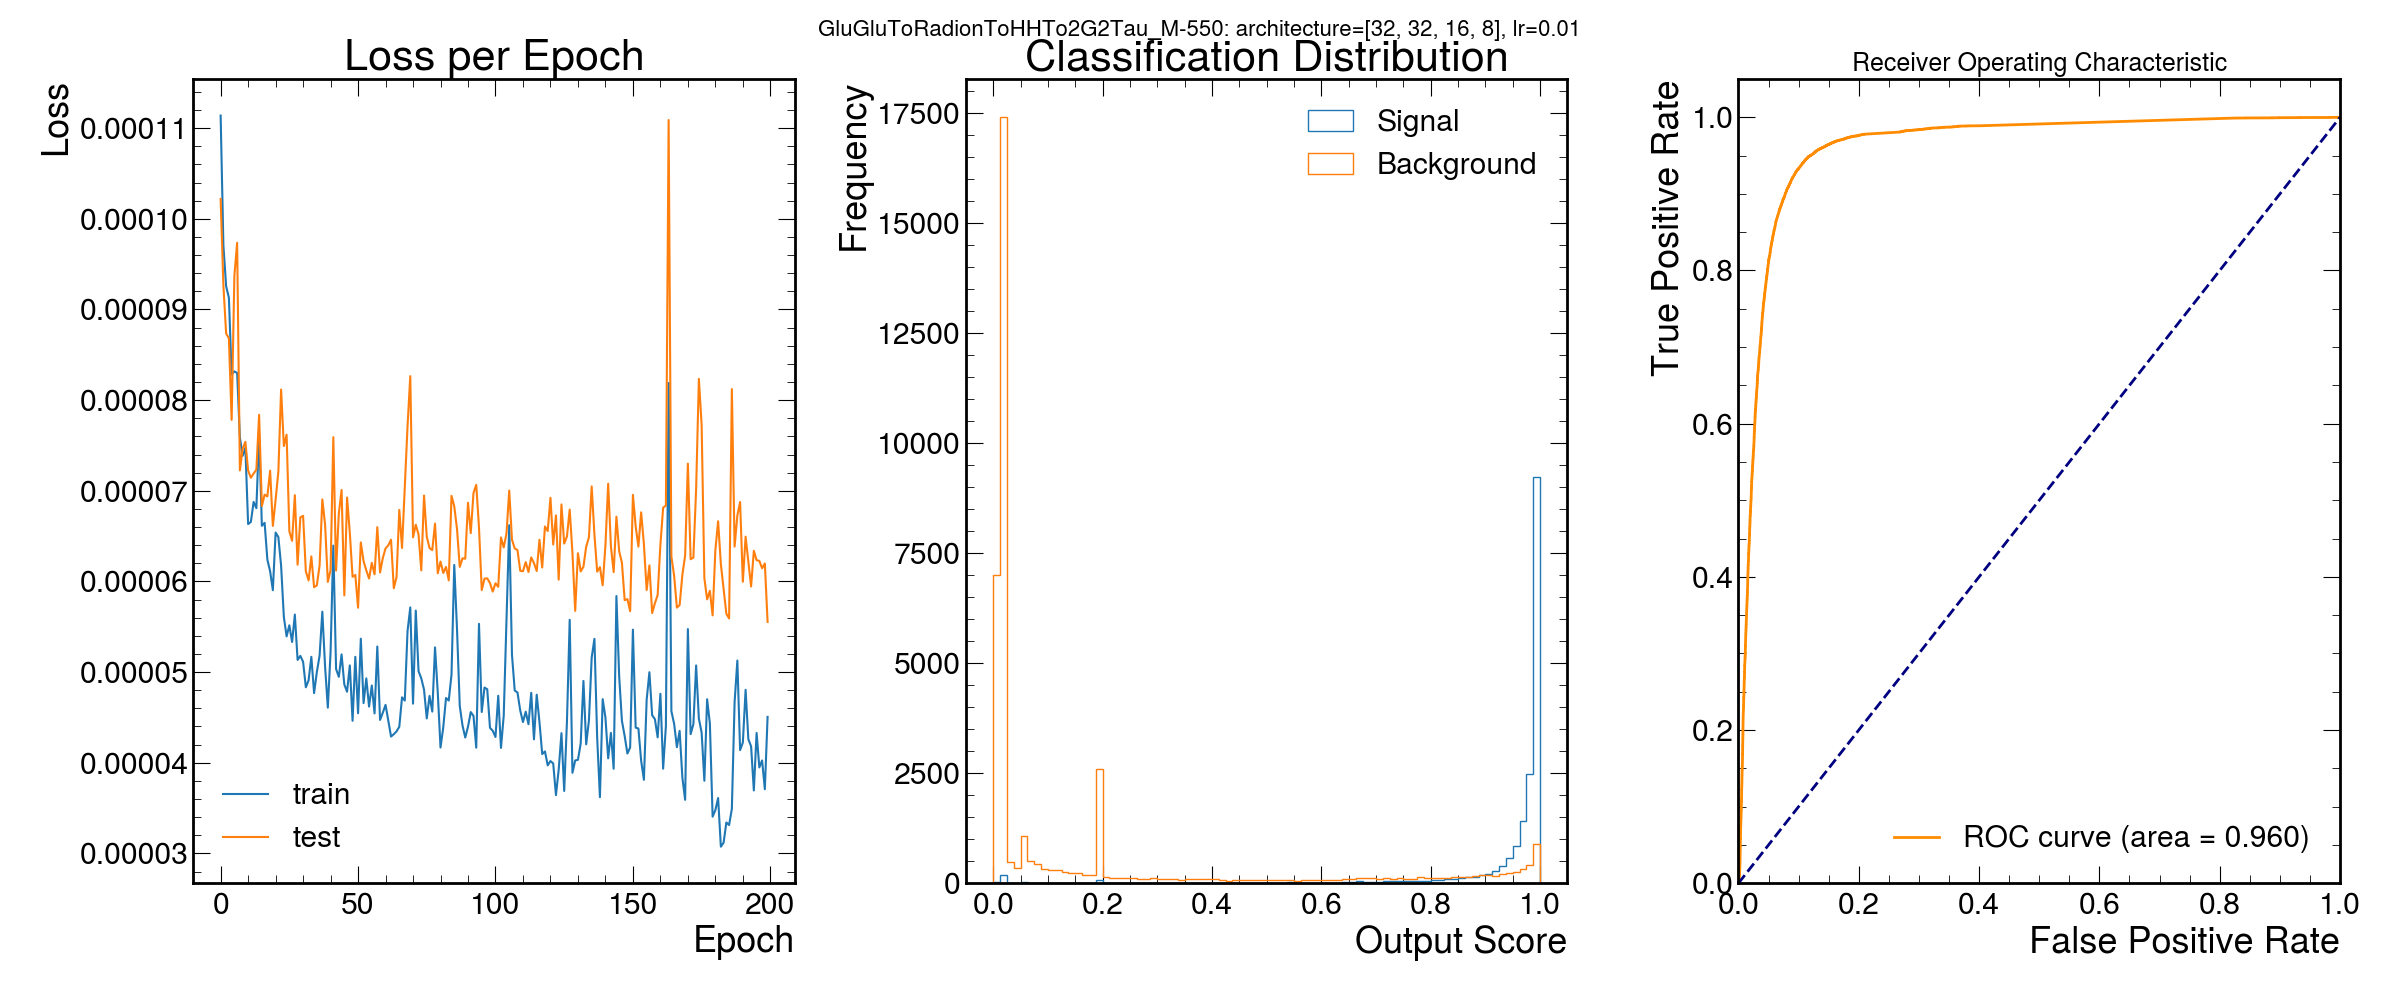 GluGluToRadionToHHTo2G2Tau_M-550: architecture=[32, 32, 16, 8], lr=0.01
Loss per Epoch
Loss
0.00011
0.00010
0.00009
0.00008
0.00007
0.00006
0.00005
0.00004
0.00003
train
test
0 50 100 150 200
Epoch
Classification Distribution
Frequency
17500
15000
12500
10000
7500
5000
2500
0
Signal
Background
0.0 0.2 0.4 0.6 0.8 1.0
Output Score
Receiver Operating Characteristic
True Positive Rate
1.0
0.8
0.6
0.4
0.2
0.0
ROC curve (area = 0.960)
0.0 0.2 0.4 0.6 0.8 1.0
False Positive Rate